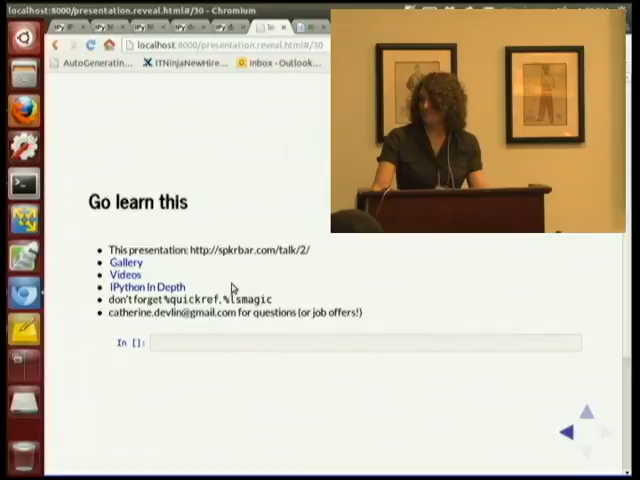 localhost:8000/presentation.reveal.html#/30 - Chromium
localhost:8000/presentation.reveal.html#/30
AutoGeneratin...
ITNinjaNewHire...
Inbox - Outlook...
Go learn this
This presentation: http://spkrbar.com/talk/2/
Gallery
Videos
IPython In Depth
don't forget %quickref, %lsmagic
catherine.devlin@gmail.com for questions (or job offers!)
In []: